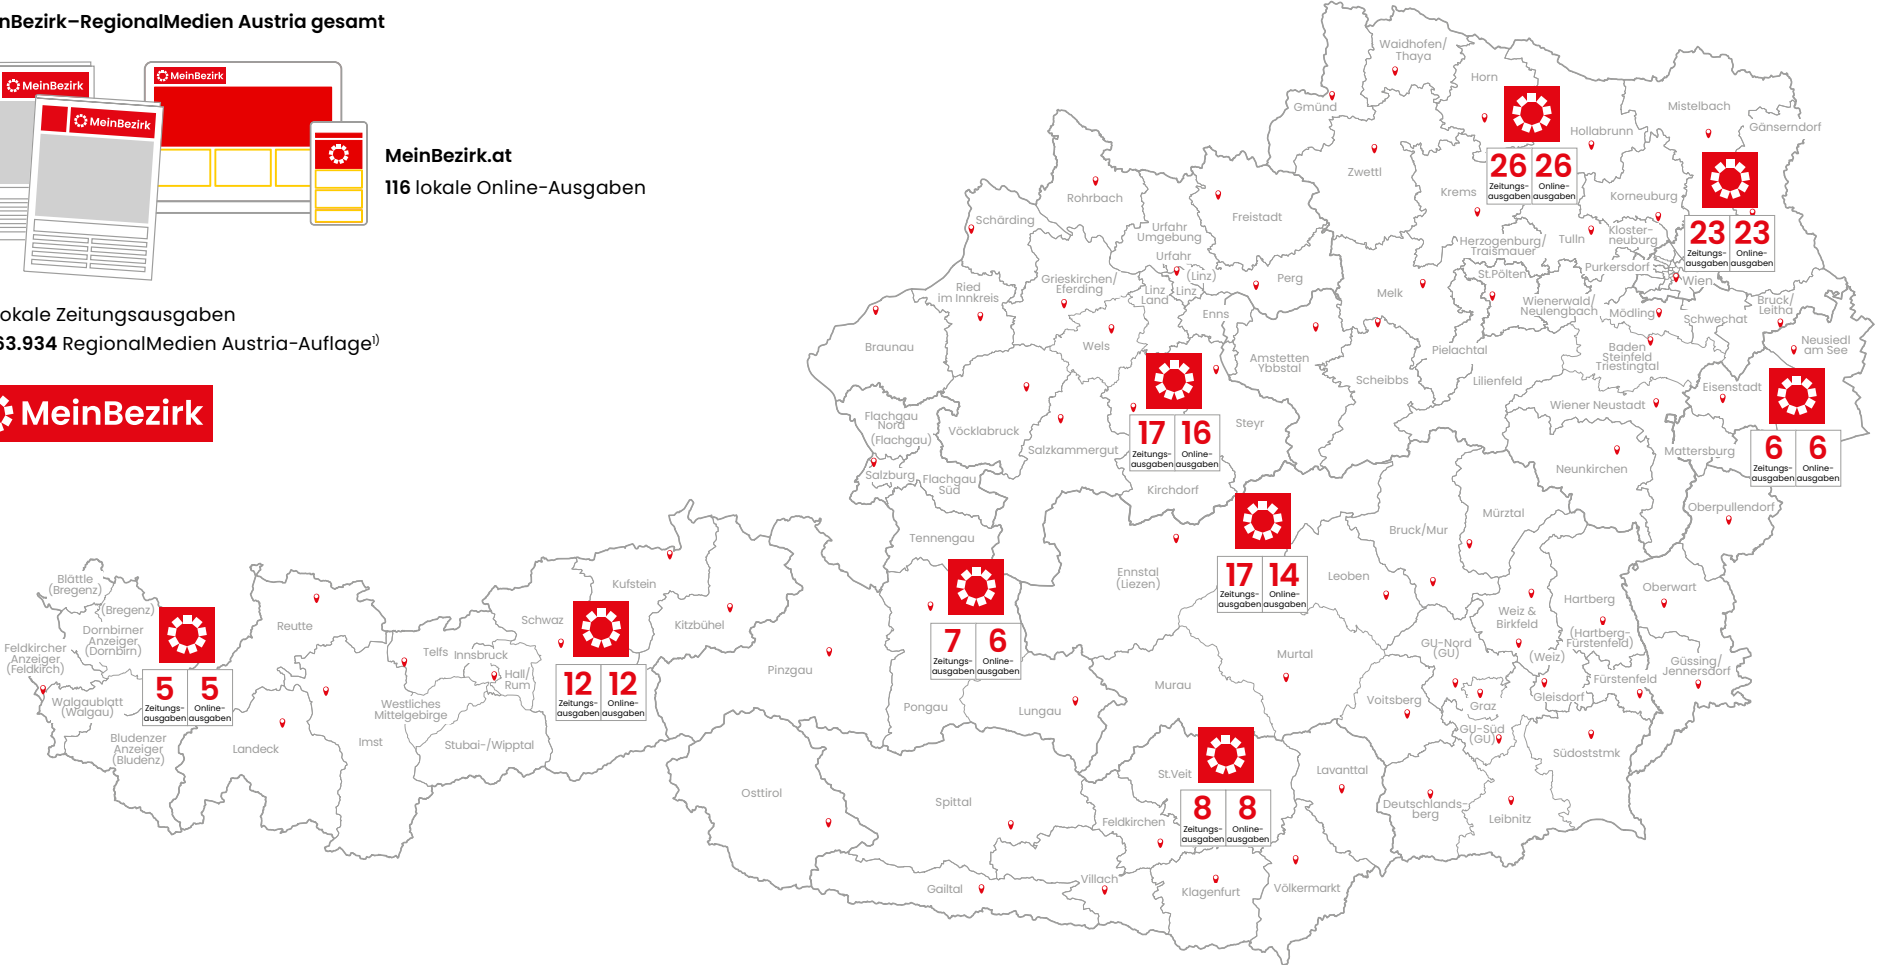 nBezirk–RegionalMedien Austria gesamt
MeinBezirk
MeinBezirk
MeinBezirk
MeinBezirk.at
116 lokale Online-Ausgaben
okale Zeitungsausgaben
63.934 RegionalMedien Austria-Auflage1)
MeinBezirk
Waidhofen/
Thaya
Horn
Gmünd
Mistelbach
Gänserndorf
Hollabrunn
Zwettl
Krems
26 26
Zeitungs-
ausgaben
Online-
ausgaben
Korneuburg
23 23
Zeitungs-
ausgaben
Online-
ausgaben
Rohrbach
Schärding
Freistadt
Urfahr
Umgebung
Urfahr
(Linz)
Linz
Land
Linz
Perg
Enns
Grieskirchen/
Eferding
Ried
im Innkreis
Braunau
Wels
Herzogenburg/
Traismauer
Tulln
Kloster-
neuburg
St.Pölten
Purkersdorf
Wien
Melk
Wienerwald/
Neulengbach
Mödling
Schwechat
Bruck/
Leitha
Neusiedl
am See
Amstetten
Ybbstal
Scheibbs
Pielachtal
Lilienfeld
Baden
Steinfeld
Triestingtal
Eisenstadt
Wiener Neustadt
Mattersburg
Neunkirchen
6 6
Zeitungs-
ausgaben
Online-
ausgaben
Oberpullendorf
Flachgau
Nord
(Flachgau)
Vöcklabruck
Salzkammergut
17 16
Zeitungs-
ausgaben
Online-
ausgaben
Steyr
Kirchdorf
Salzburg
Flachgau
Süd
Tennengau
Ennstal
(Liezen)
17 14
Zeitungs-
ausgaben
Online-
ausgaben
Leoben
Bruck/Mur
Mürztal
Hartberg
Oberwart
Weiz &
Birkfeld
(Hartberg-
Fürstenfeld)
(Weiz)
GU-Nord
(GU)
Güssing/
Jennersdorf
Fürstenfeld
Gleisdorf
Graz
GU-Süd
(GU)
Voitsberg
Murtal
Murau
Südoststmk
Deutschlands-
berg
Leibnitz
Lavanttal
Blättle
(Bregenz)
(Bregenz)
Dornbirner
Anzeiger
(Dornbirn)
Feldkircher
Anzeiger
(Feldkirch)
Walgaublatt
(Walgau)
Bludenzer
Anzeiger
(Bludenz)
5 5
Zeitungs-
ausgaben
Online-
ausgaben
Reutte
Landeck
Imst
Telfs
Innsbruck
Hall/
Rum
Westliches
Mittelgebirge
Stubai-/Wipptal
Schwaz
Kufstein
Kitzbühel
12 12
Zeitungs-
ausgaben
Online-
ausgaben
Pinzgau
Pongau
7 6
Zeitungs-
ausgaben
Online-
ausgaben
Lungau
Osttirol
Spittal
St.Veit
Feldkirchen
8 8
Zeitungs-
ausgaben
Online-
ausgaben
Gailtal
Villach
Klagenfurt
Völkermarkt